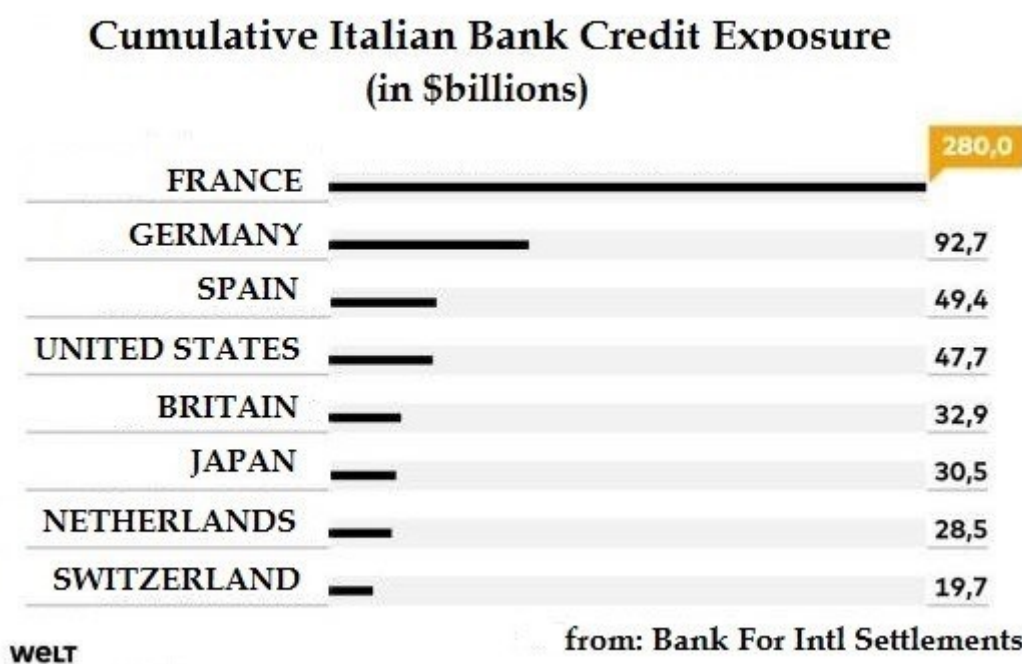 Cumulative Italian Bank Credit Exposure
(in $billions)
280,0
FRANCE
GERMANY 92,7
SPAIN 49,4
UNITED STATES 47,7
BRITAIN 32,9
JAPAN 30,5
NETHERLANDS 28,5
SWITZERLAND 19,7
from: Bank For Intl Settlements
WELT